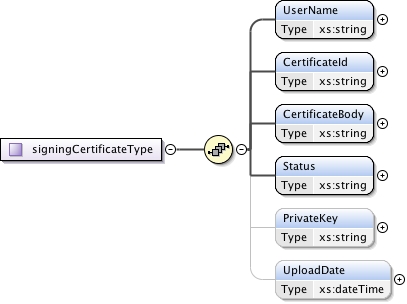 UserName
Type xs:string
CertificateId
Type xs:string
CertificateBody
Type xs:string
signingCertificateType
Status
Type xs:string
PrivateKey
Type xs:string
UploadDate
Type xs:dateTime